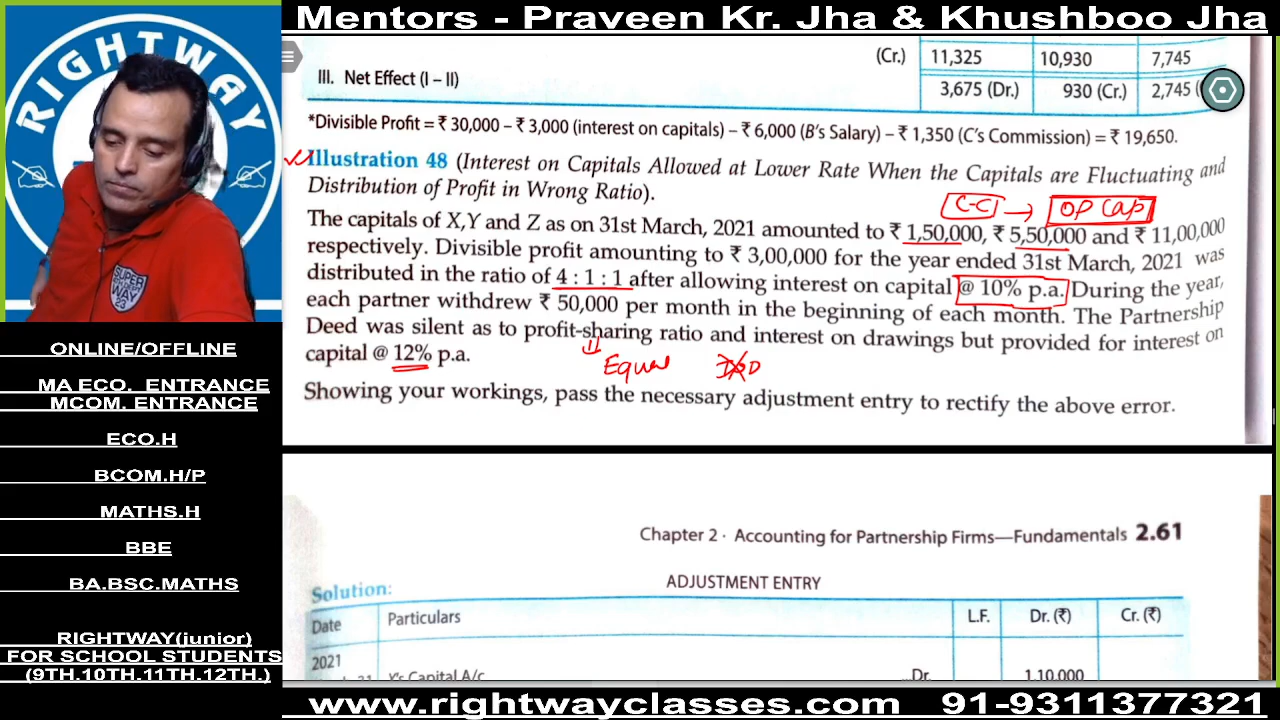 Mentors - Praveen Kr. Jha & Khushboo Jha
RIGHTWAY
SUPER
RIGHT
WAY
ONLINE/OFFLINE
MA ECO. ENTRANCE
MCOM. ENTRANCE
ECO.H
BCOM.H/P
MATHS.H
BBE
BA.BSC.MATHS
RIGHTWAY(junior)
FOR SCHOOL STUDENTS
(9TH.10TH.11TH.12TH.)
(Cr.) 11,325 10,930 7,745
III. Net Effect (I – II) 3,675 (Dr.) 930 (Cr.) 2,745
*Divisible Profit = ₹ 30,000 – ₹ 3,000 (interest on capitals) – ₹ 6,000 (B's Salary) – ₹ 1,350 (C's Commission) = ₹ 19,650.
Illustration 48 (Interest on Capitals Allowed at Lower Rate When the Capitals are Fluctuating and
Distribution of Profit in Wrong Ratio).
C.C → OP Cap
The capitals of X,Y and Z as on 31st March, 2021 amounted to ₹ 1,50,000, ₹ 5,50,000 and ₹ 11,00,000
respectively. Divisible profit amounting to ₹ 3,00,000 for the year ended 31st March, 2021 was
distributed in the ratio of 4 : 1 : 1 after allowing interest on capital @ 10% p.a. During the year,
each partner withdrew ₹ 50,000 per month in the beginning of each month. The Partnership
Deed was silent as to profit-sharing ratio and interest on drawings but provided for interest on
capital @ 12% p.a.
Equal
Showing your workings, pass the necessary adjustment entry to rectify the above error.
Chapter 2 · Accounting for Partnership Firms—Fundamentals 2.61
Solution: ADJUSTMENT ENTRY
Date Particulars L.F. Dr. (₹) Cr. (₹)
2021
Y's Capital A/c ...Dr. 1,10,000
www.rightwayclasses.com 91-9311377321